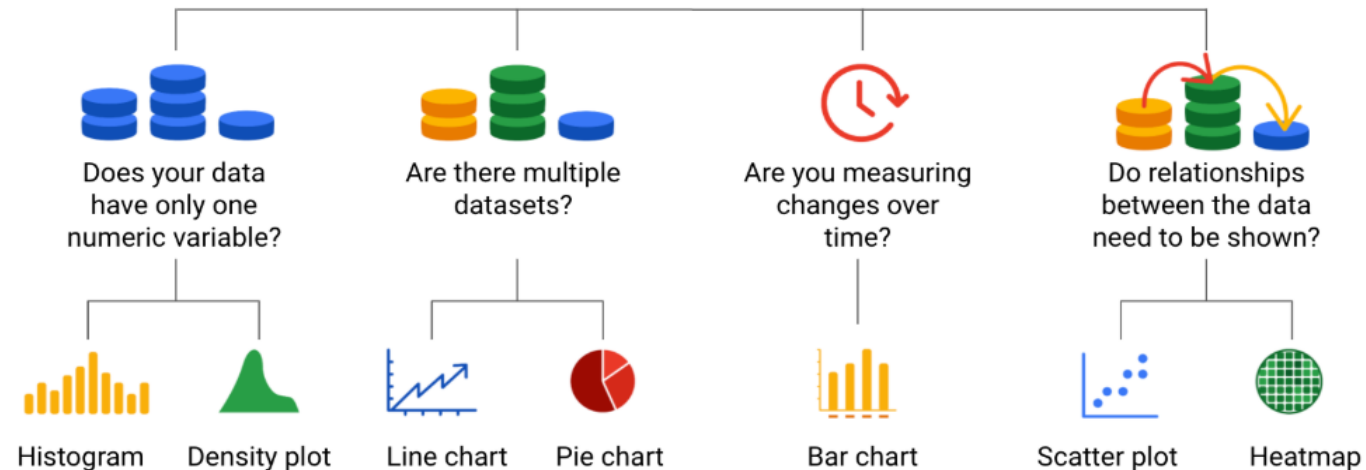 Does your data
have only one
numeric variable?
Are there multiple
datasets?
Are you measuring
changes over
time?
Do relationships
between the data
need to be shown?
Histogram
Density plot
Line chart
Pie chart
Bar chart
Scatter plot
Heatmap